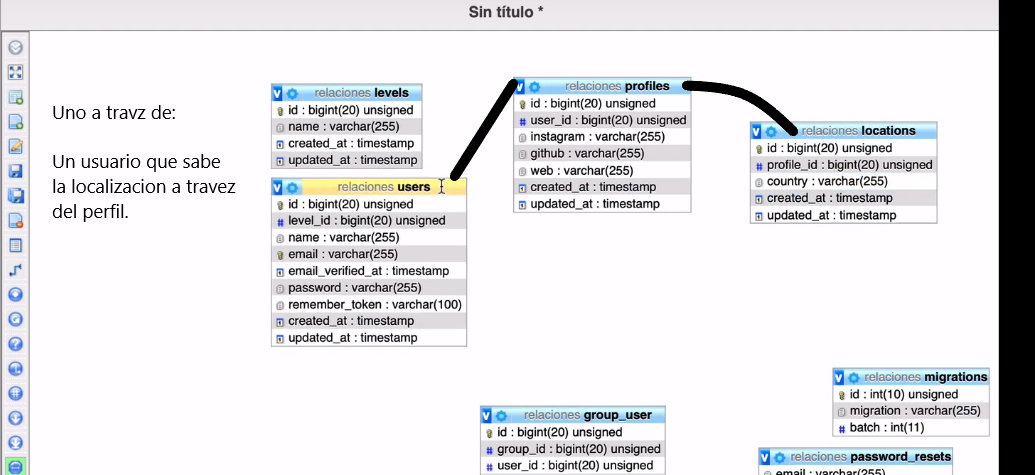 Sin título *
Uno a travz de:
Un usuario que sabe
la localizacion a travez
del perfil.
relaciones levels
id : bigint(20) unsigned
name : varchar(255)
created_at : timestamp
updated_at : timestamp
relaciones users
id : bigint(20) unsigned
level_id : bigint(20) unsigned
name : varchar(255)
email : varchar(255)
email_verified_at : timestamp
password : varchar(255)
remember_token : varchar(100)
created_at : timestamp
updated_at : timestamp
relaciones profiles
id : bigint(20) unsigned
user_id : bigint(20) unsigned
instagram : varchar(255)
github : varchar(255)
web : varchar(255)
created_at : timestamp
updated_at : timestamp
relaciones locations
id : bigint(20) unsigned
profile_id : bigint(20) unsigned
country : varchar(255)
created_at : timestamp
updated_at : timestamp
relaciones group_user
id : bigint(20) unsigned
group_id : bigint(20) unsigned
user_id : bigint(20) unsigned
relaciones migrations
id : int(10) unsigned
migration : varchar(255)
batch : int(11)
relaciones password_resets
email : varchar(255)